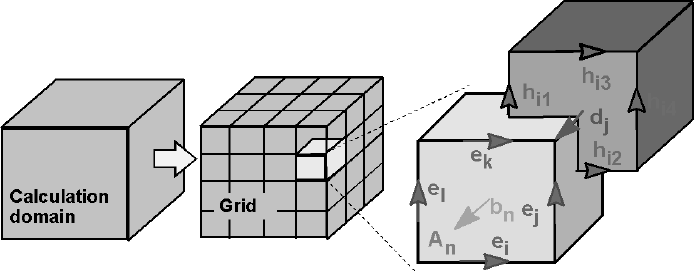 Calculation
domain
Grid
h_i3
h_i1
d_j
h_i2
e_k
e_l
b_n
e_j
A_n
e_i